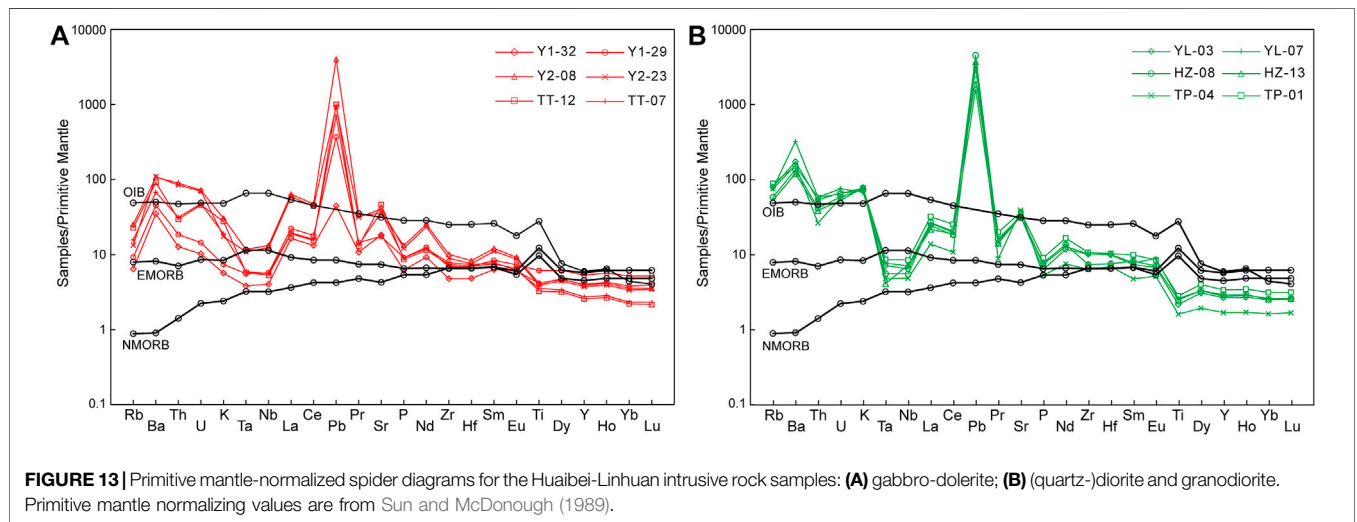 A
10000
1000
100
10
1
0.1
Samples/Primitive Mantle
Y1-32 Y1-29
Y2-08 Y2-23
TT-12 TT-07
OIB
EMORB
NMORB
Rb Ba Th U K Ta Nb La Ce Pb Pr Sr P Nd Zr Hf Sm Eu Ti Dy Y Ho Yb Lu
B
10000
1000
100
10
1
0.1
Samples/Primitive Mantle
YL-03 YL-07
HZ-08 HZ-13
TP-04 TP-01
OIB
EMORB
NMORB
Rb Ba Th U K Ta Nb La Ce Pb Pr Sr P Nd Zr Hf Sm Eu Ti Dy Y Ho Yb Lu
FIGURE 13 | Primitive mantle-normalized spider diagrams for the Huaibei-Linhuan intrusive rock samples: (A) gabbro-dolerite; (B) (quartz-)diorite and granodiorite.
Primitive mantle normalizing values are from Sun and McDonough (1989).